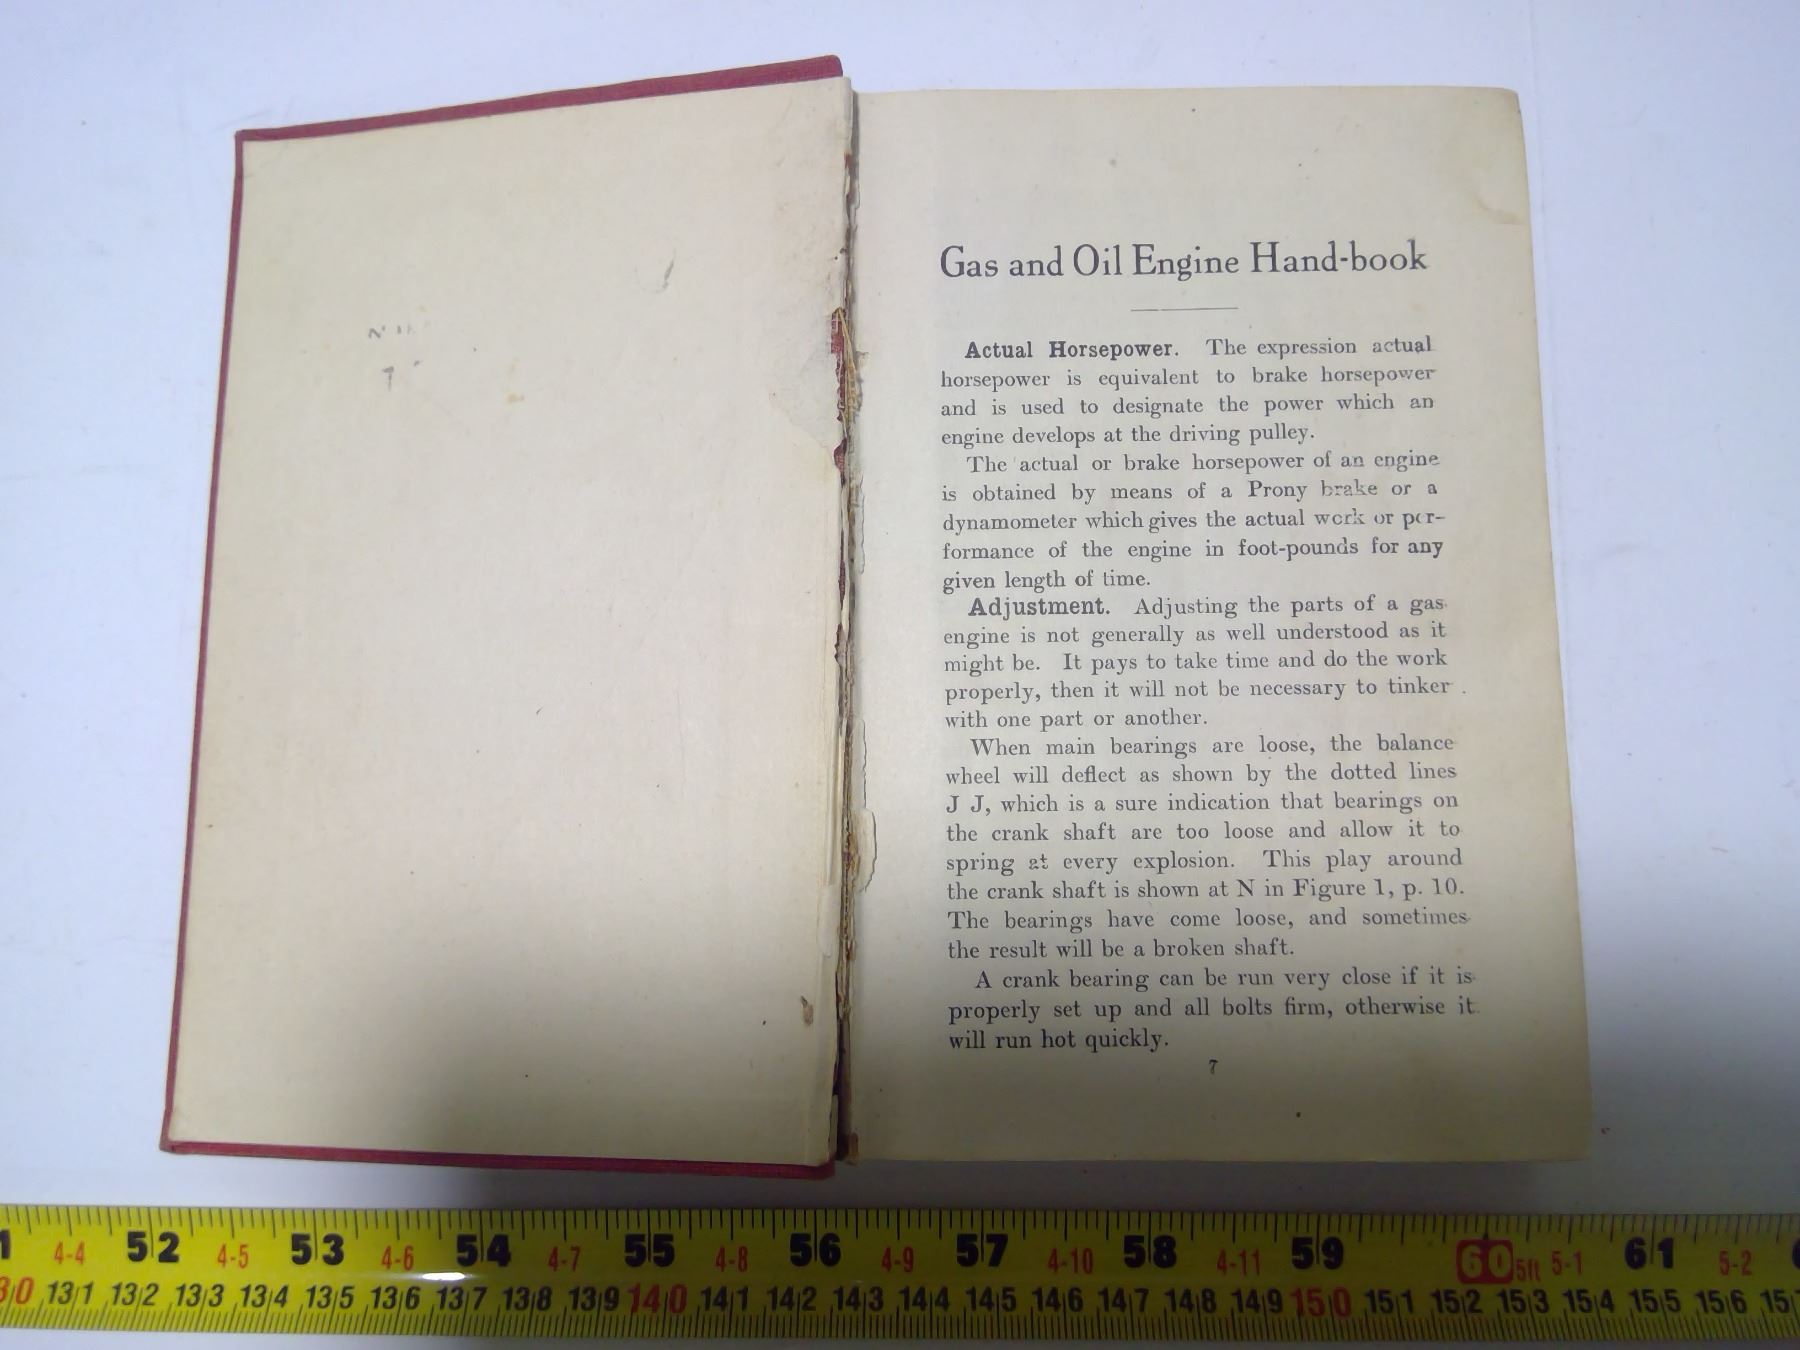 Gas and Oil Engine Hand-book
Actual Horsepower. The expression actual
horsepower is equivalent to brake horsepower
and is used to designate the power which an
engine develops at the driving pulley.
The actual or brake horsepower of an engine
is obtained by means of a Prony brake or a
dynamometer which gives the actual work or per-
formance of the engine in foot-pounds for any
given length of time.
Adjustment. Adjusting the parts of a gas
engine is not generally as well understood as it
might be. It pays to take time and do the work
properly, then it will not be necessary to tinker
with one part or another.
When main bearings are loose, the balance
wheel will deflect as shown by the dotted lines
J J, which is a sure indication that bearings on
the crank shaft are too loose and allow it to
spring at every explosion. This play around
the crank shaft is shown at N in Figure 1, p. 10.
The bearings have come loose, and sometimes
the result will be a broken shaft.
A crank bearing can be run very close if it is
properly set up and all bolts firm, otherwise it
will run hot quickly.
7
4-4 52 4-5 53 4-6 54 4-7 55 4-8 56 4-9 57 4-10 58 4-11 59 60 5ft 5-1 61 5-2
131 132 133 134 135 136 137 138 139 140 141 142 143 144 145 146 147 148 149 150 151 152 153 154 155 156